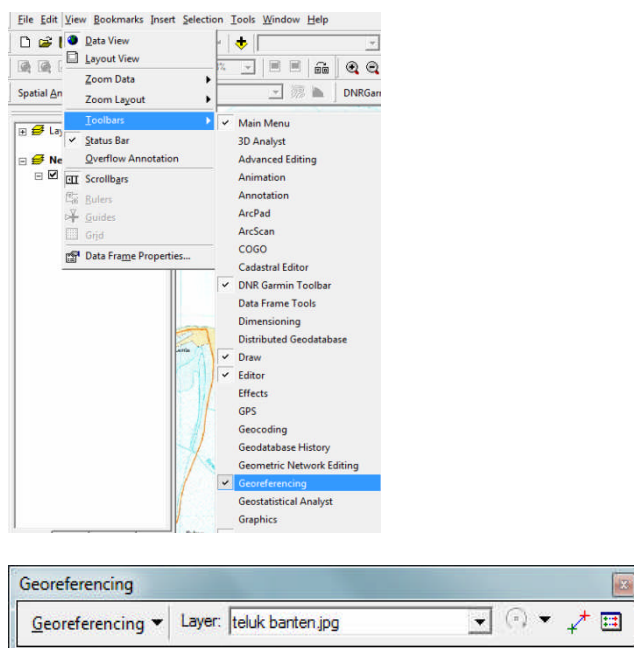 File Edit View Bookmarks Insert Selection Tools Window Help
Data View
Layout View
Zoom Data
Zoom Layout
Toolbars
Status Bar
Overflow Annotation
Scrollbars
Rulers
Guides
Grid
Data Frame Properties...
Spatial An
DNRGar
La
Ne
Main Menu
3D Analyst
Advanced Editing
Animation
Annotation
ArcPad
ArcScan
COGO
Cadastral Editor
DNR Garmin Toolbar
Data Frame Tools
Dimensioning
Distributed Geodatabase
Draw
Editor
Effects
GPS
Geocoding
Geodatabase History
Geometric Network Editing
Georeferencing
Geostatistical Analyst
Graphics
Georeferencing
Georeferencing Layer: teluk banten.jpg